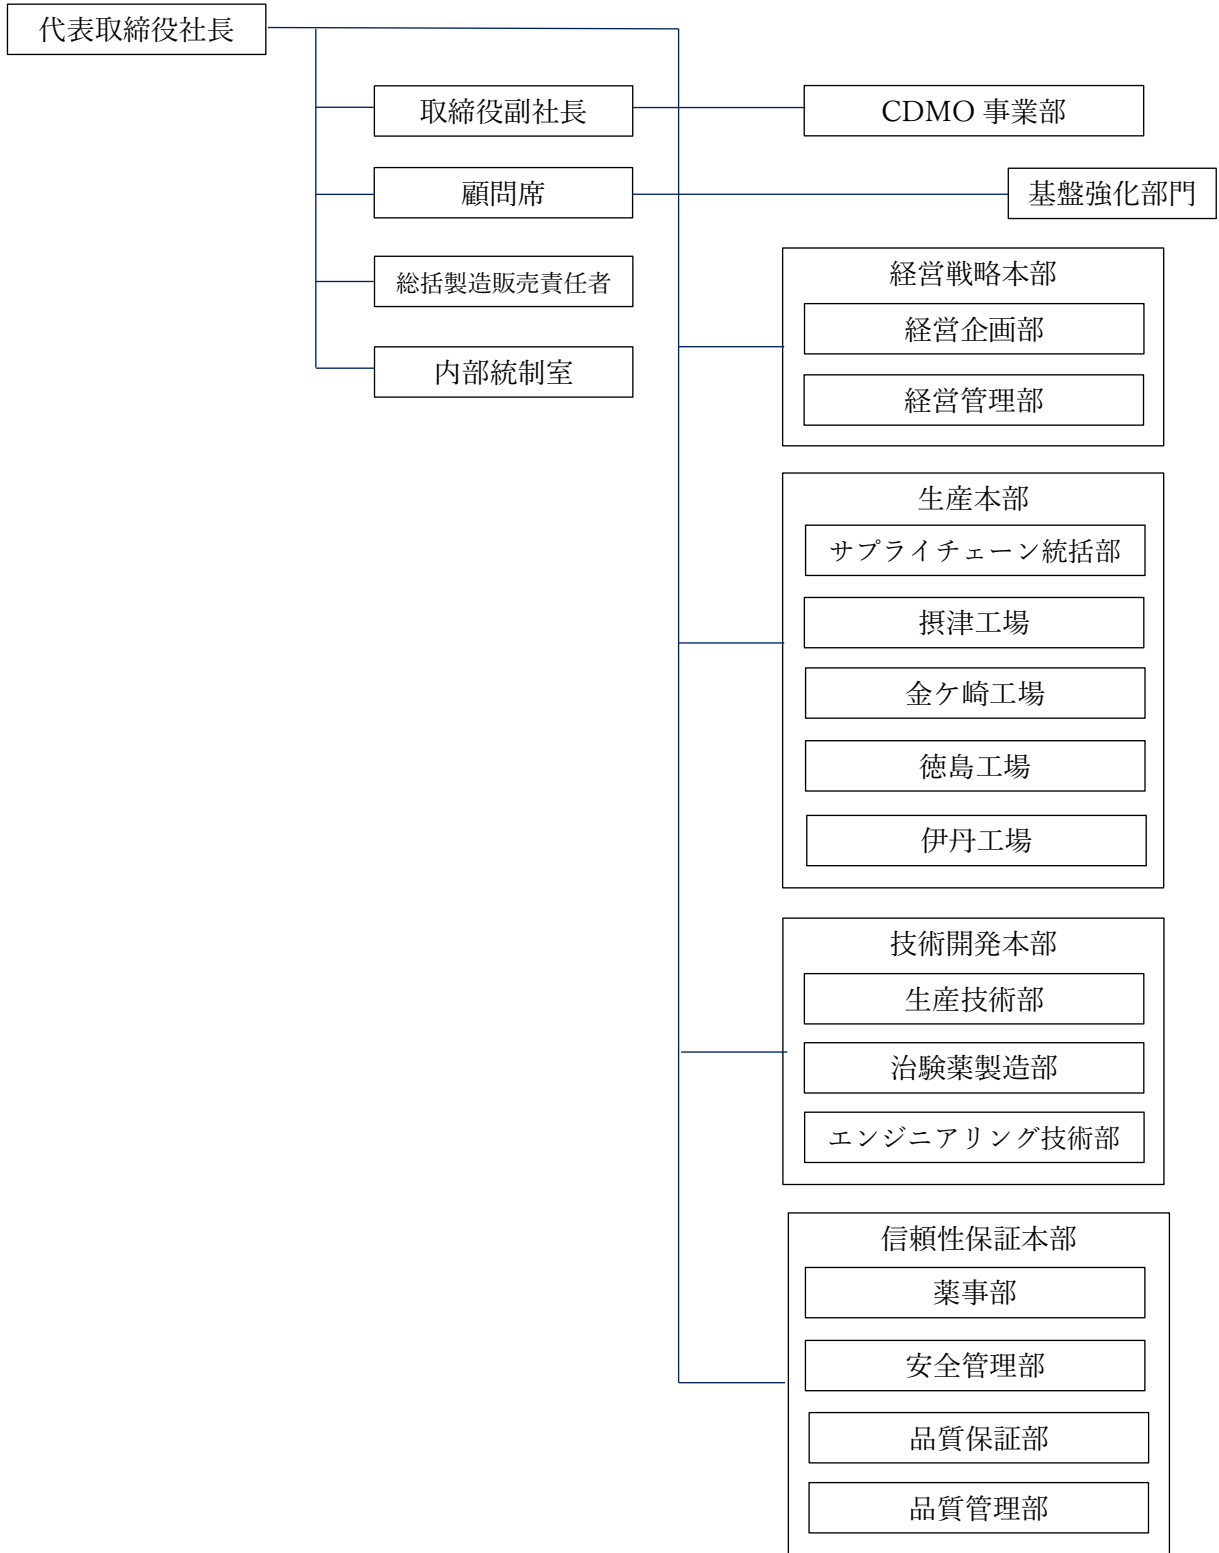 代表取締役社長
取締役副社長
CDMO 事業部
顧問席
基盤強化部門
総括製造販売責任者
内部統制室
経営戦略本部
経営企画部
経営管理部
生産本部
サプライチェーン統括部
摂津工場
金ケ崎工場
徳島工場
伊丹工場
技術開発本部
生産技術部
治験薬製造部
エンジニアリング技術部
信頼性保証本部
薬事部
安全管理部
品質保証部
品質管理部